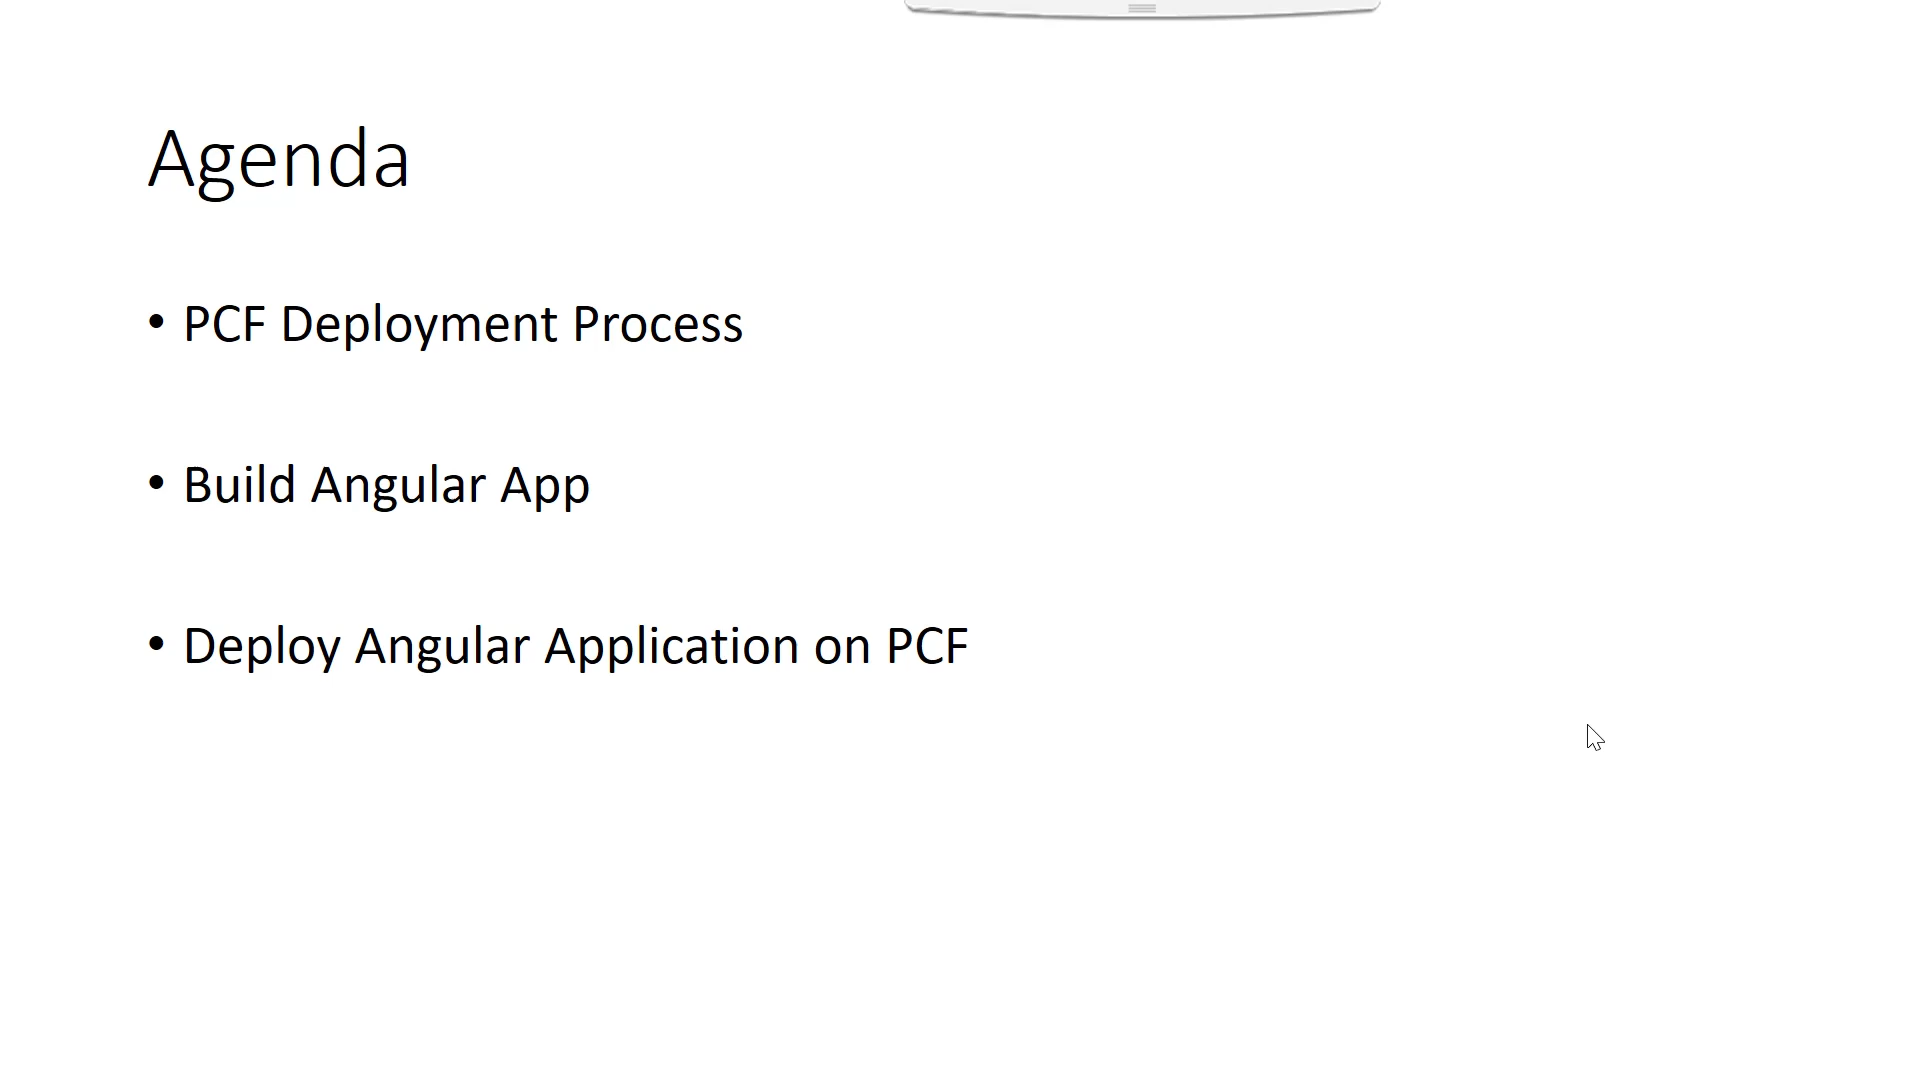 Agenda
• PCF Deployment Process
• Build Angular App
• Deploy Angular Application on PCF